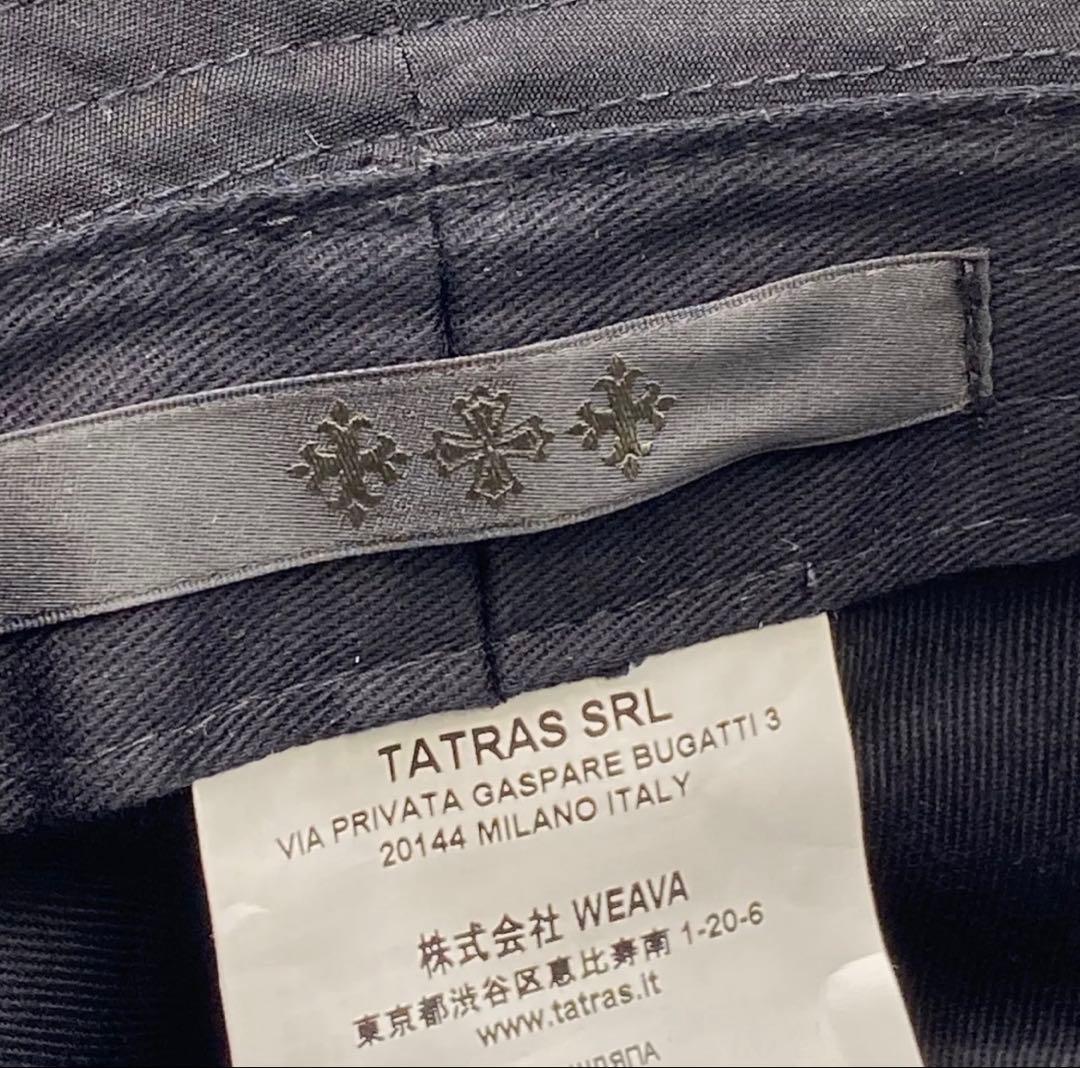 TATRAS SRL
VIA PRIVATA GASPARE BUGATTI 3
20144 MILANO ITALY
株式会社 WEAVA
東京都渋谷区恵比寿南 1-20-6
www.tatras.it